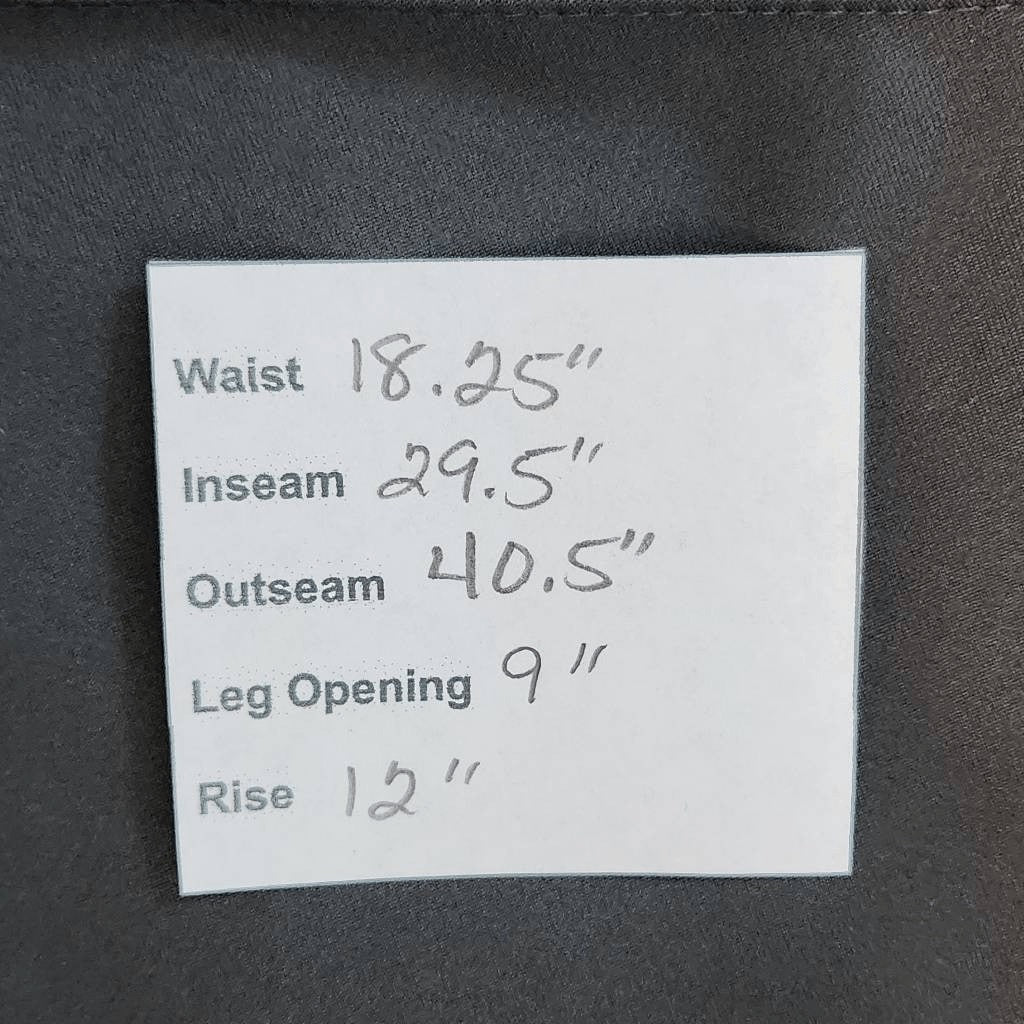 Waist 18.25"
Inseam 29.5"
Outseam 40.5"
Leg Opening 9"
Rise 12"